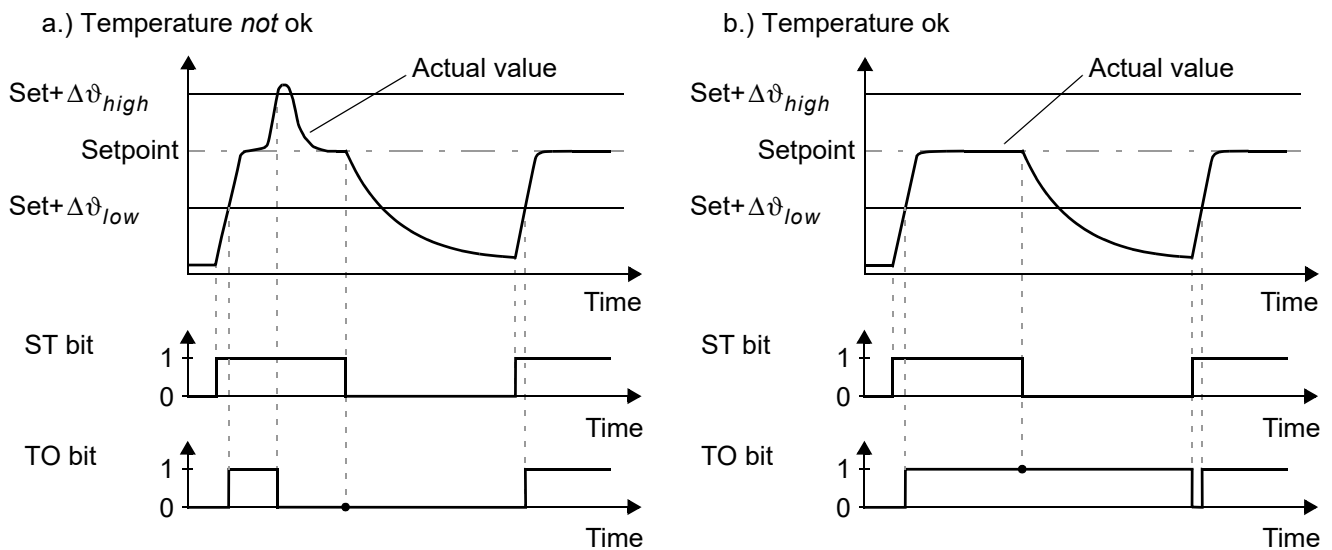 a.) Temperature not ok
Actual value
Set+Δϑhigh
Setpoint
Set+Δϑlow
Time
ST bit
1
0
Time
TO bit
1
0
Time
b.) Temperature ok
Actual value
Set+Δϑhigh
Setpoint
Set+Δϑlow
Time
ST bit
1
0
Time
TO bit
1
0
Time